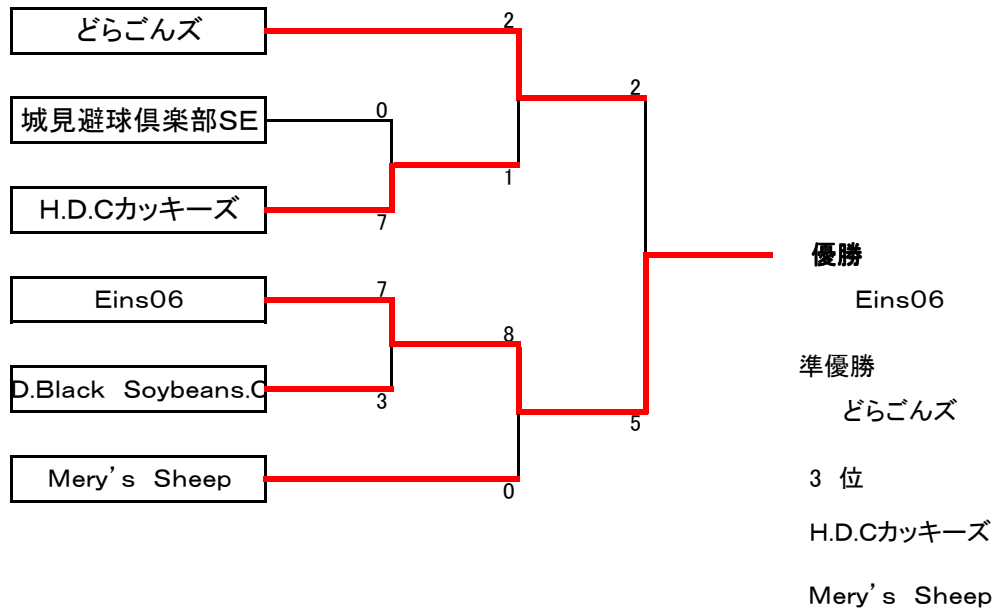 どらごんズ
2
2
城見避球倶楽部SE
0
1
H.D.Cカッキーズ
7
優勝
Eins06
7
Eins06
8
準優勝
D.Black Soybeans.C
3
5
どらごんズ
Mery's Sheep
0
3 位
H.D.Cカッキーズ
Mery's Sheep